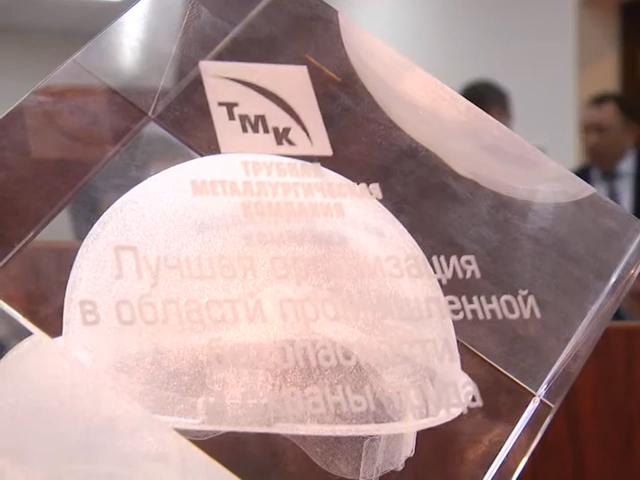 ТМК
ТРУБНАЯ
МЕТАЛЛУРГИЧЕСКАЯ
КОМПАНИЯ
Лучшая организация
в области промышленной
безопасности
охраны труда